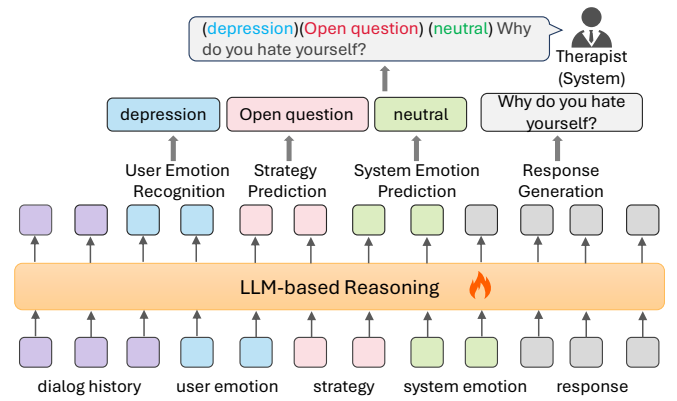 (depression)(Open question) (neutral) Why
do you hate yourself?
Therapist
(System)
depression
Open question
neutral
Why do you hate
yourself?
User Emotion
Recognition
Strategy
Prediction
System Emotion
Prediction
Response
Generation
LLM-based Reasoning
dialog history
user emotion
strategy
system emotion
response